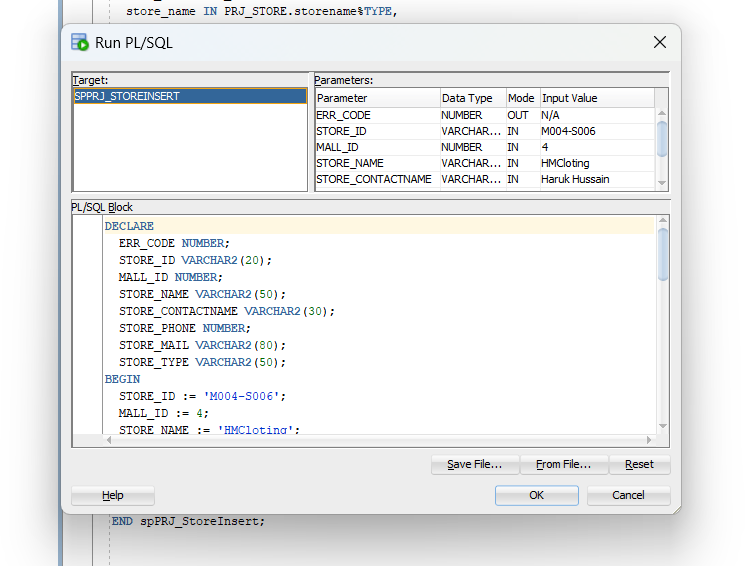 store_name IN PRJ_STORE.storename%TYPE,
Run PL/SQL
Target:
SPPRJ_STOREINSERT
Parameters:
Parameter Data Type Mode Input Value
ERR_CODE NUMBER OUT N/A
STORE_ID VARCHAR... IN M004-S006
MALL_ID NUMBER IN 4
STORE_NAME VARCHAR... IN HMCloting
STORE_CONTACTNAME VARCHAR... IN Haruk Hussain
PL/SQL Block
DECLARE
ERR_CODE NUMBER;
STORE_ID VARCHAR2(20);
MALL_ID NUMBER;
STORE_NAME VARCHAR2(50);
STORE_CONTACTNAME VARCHAR2(30);
STORE_PHONE NUMBER;
STORE_MAIL VARCHAR2(80);
STORE_TYPE VARCHAR2(50);
BEGIN
STORE_ID := 'M004-S006';
MALL_ID := 4;
STORE_NAME := 'HMCloting';
Save File... From File... Reset
Help OK Cancel
END spPRJ_StoreInsert;